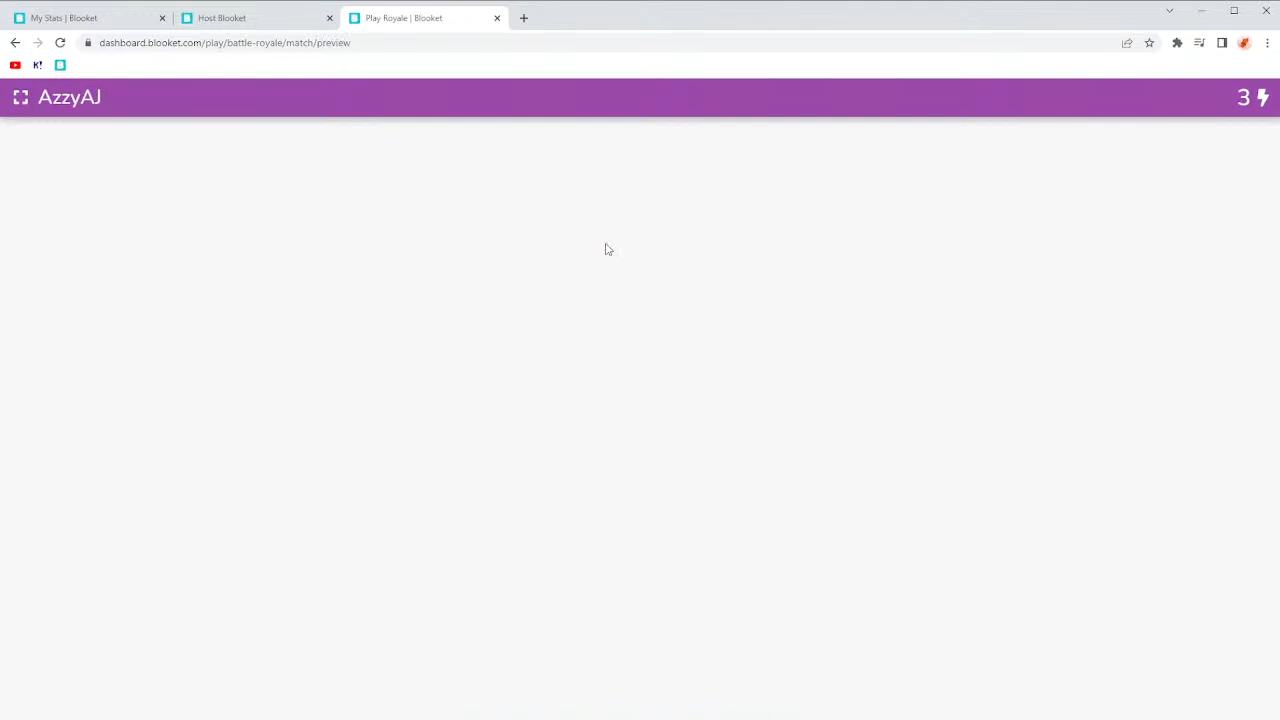 My Stats | Blooket
Host Blooket
Play Royale | Blooket
dashboard.blooket.com/play/battle-royale/match/preview
K!
AzzyAJ
3